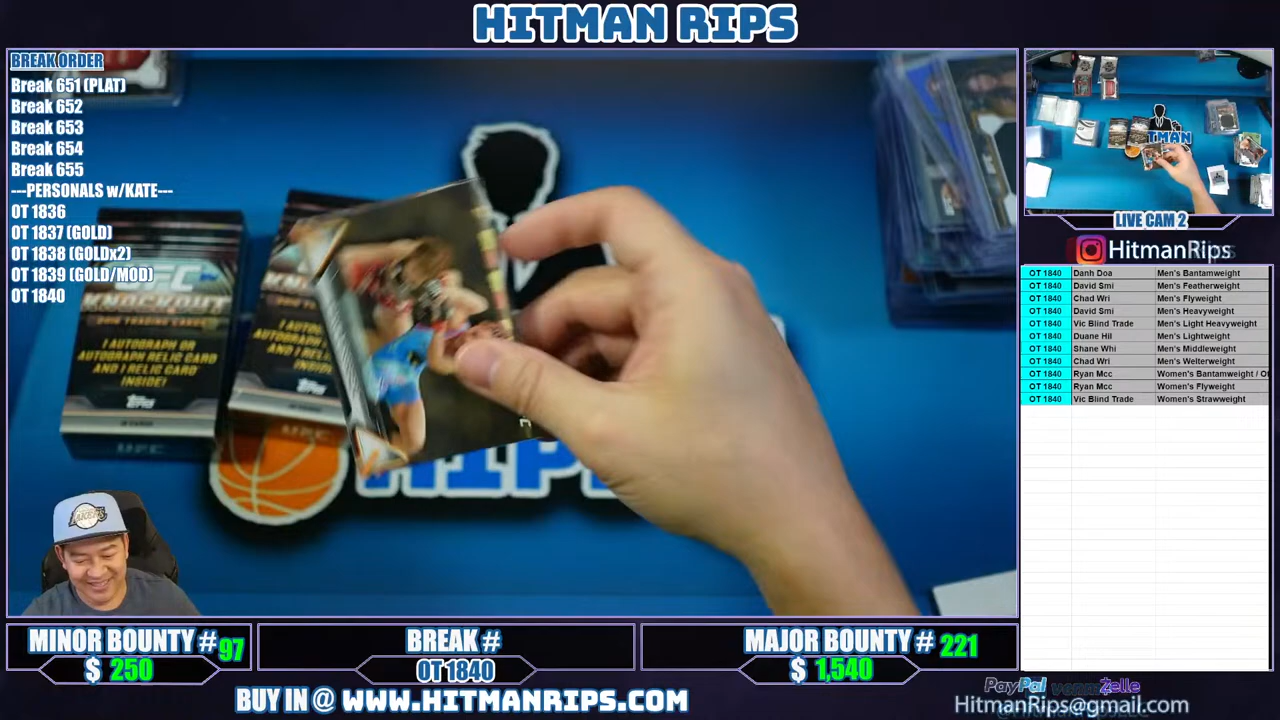 HITMAN RIPS
BREAK ORDER
Break 651 (PLAT)
Break 652
Break 653
Break 654
Break 655
---PERSONALS w/KATE---
OT 1836
OT 1837 (GOLD)
OT 1838 (GOLDx2)
OT 1839 (GOLD/MOD)
OT 1840
UFC
KNOCKOUT
1 AUTOGRAPH OR
AUTOGRAPH RELIC CARD
AND 1 RELIC CARD
INSIDE!
Topps
UFC
LAKERS
TMAN
LIVE CAM 2
HitmanRips
OT 1840 Danh Doa Men's Bantamweight
OT 1840 David Smi Men's Featherweight
OT 1840 Chad Wri Men's Flyweight
OT 1840 David Smi Men's Heavyweight
OT 1840 Vic Blind Trade Men's Light Heavyweight
OT 1840 Duane Hil Men's Lightweight
OT 1840 Shane Whi Men's Middleweight
OT 1840 Chad Wri Men's Welterweight
OT 1840 Ryan Mcc Women's Bantamweight / Ot
OT 1840 Ryan Mcc Women's Flyweight
OT 1840 Vic Blind Trade Women's Strawweight
MINOR BOUNTY # 97
$ 250
BREAK #
OT 1840
MAJOR BOUNTY # 221
$ 1,540
BUY IN @ WWW.HITMANRIPS.COM
PayPal venmo Zelle
HitmanRips@gmail.com